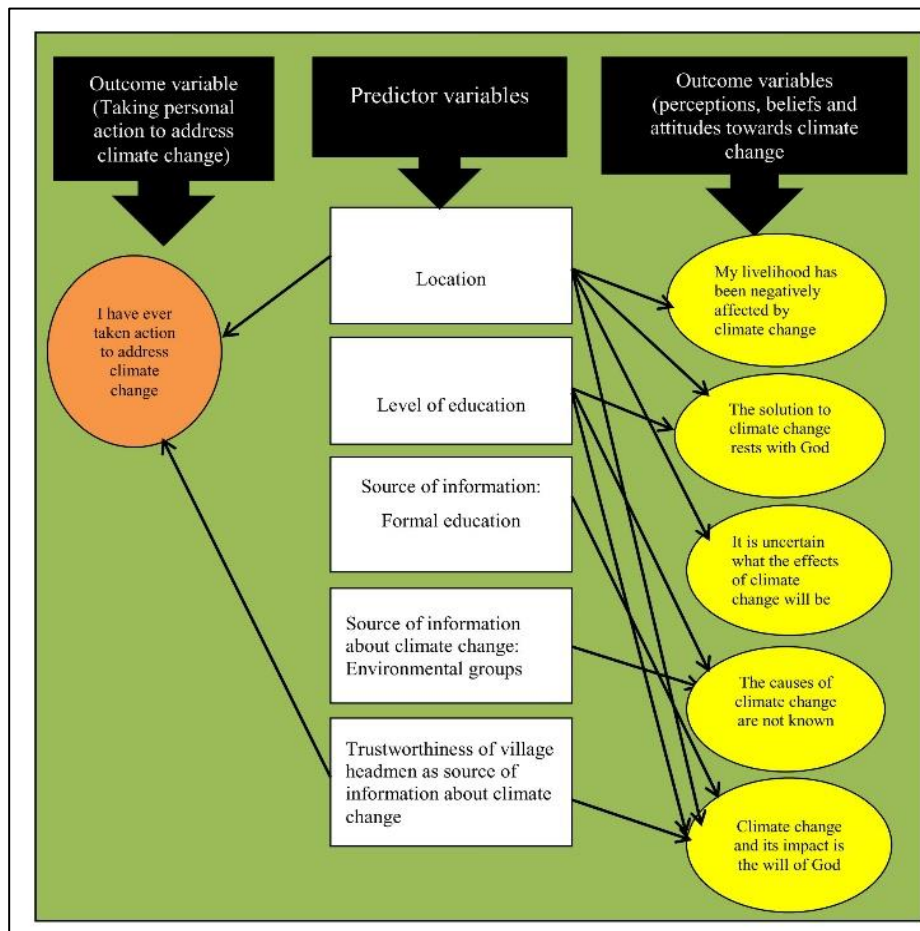 Outcome variable
(Taking personal
action to address
climate change)
Predictor variables
Outcome variables
(perceptions, beliefs and
attitudes towards climate
change
I have ever
taken action
to address
climate
change
Location
Level of education
Source of information:
Formal education
Source of information
about climate change:
Environmental groups
Trustworthiness of village
headmen as source of
information about climate
change
My livelihood has
been negatively
affected by
climate change
The solution to
climate change
rests with God
It is uncertain
what the effects
of climate
change will be
The causes of
climate change
are not known
Climate change
and its impact is
the will of God